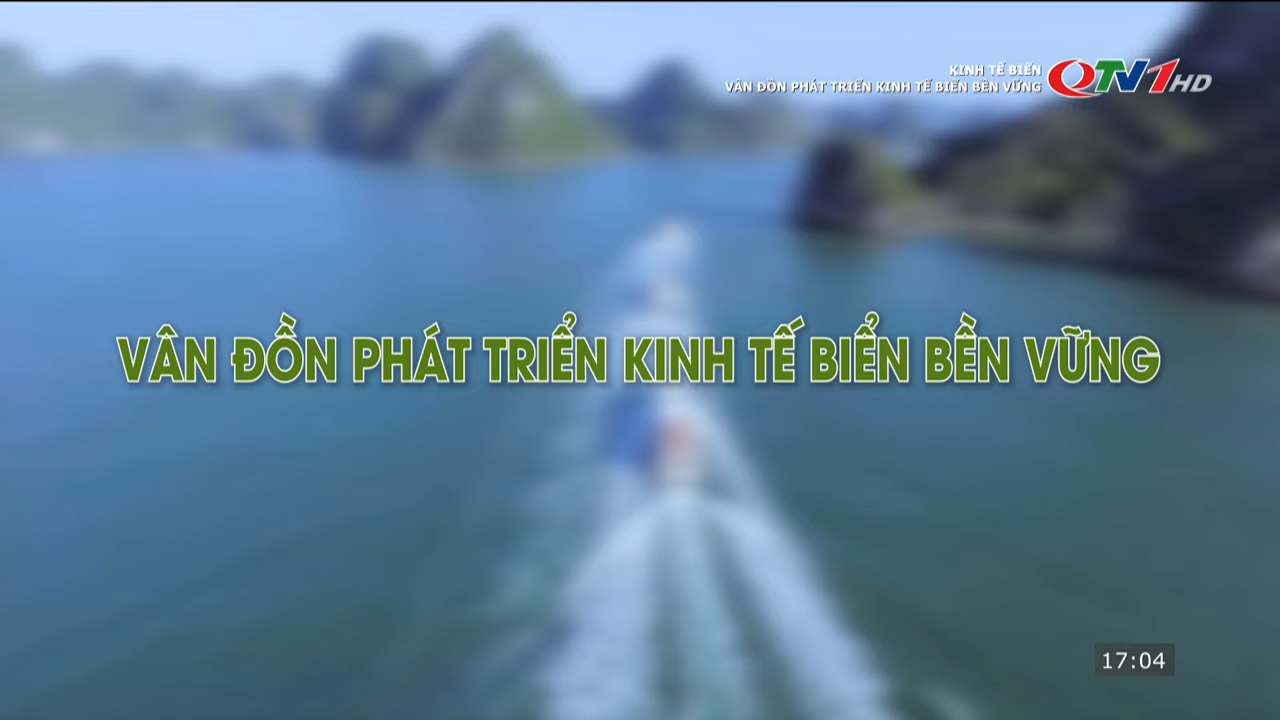 KINH TẾ BIỂN
VÂN ĐỒN PHÁT TRIỂN KINH TẾ BIỂN BỀN VỮNG
QTV1HD
VÂN ĐỒN PHÁT TRIỂN KINH TẾ BIỂN BỀN VỮNG
17:04